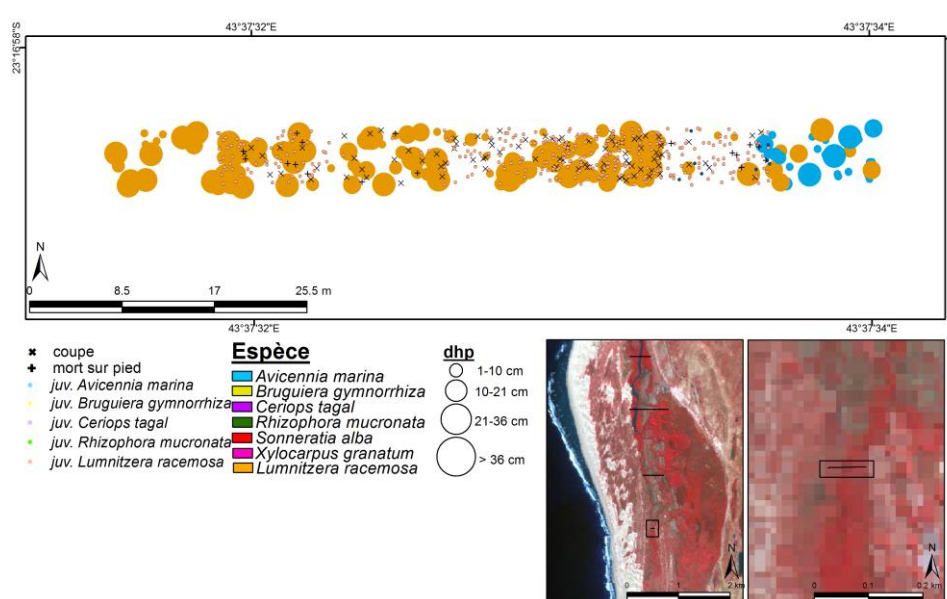 43°37'32"E 43°37'34"E
23°16'58"S
N
0 8.5 17 25.5 m
43°37'32"E 43°37'34"E
coupe
mort sur pied
juv. Avicennia marina
juv. Bruguiera gymnorrhiza
juv. Ceriops tagal
juv. Rhizophora mucronata
juv. Lumnitzera racemosa
Espèce
Avicennia marina
Bruguiera gymnorrhiza
Ceriops tagal
Rhizophora mucronata
Sonneratia alba
Xylocarpus granatum
Lumnitzera racemosa
dhp
1-10 cm
10-21 cm
21-36 cm
> 36 cm
N
0 1 2 km
N
0 0.1 0.2 km